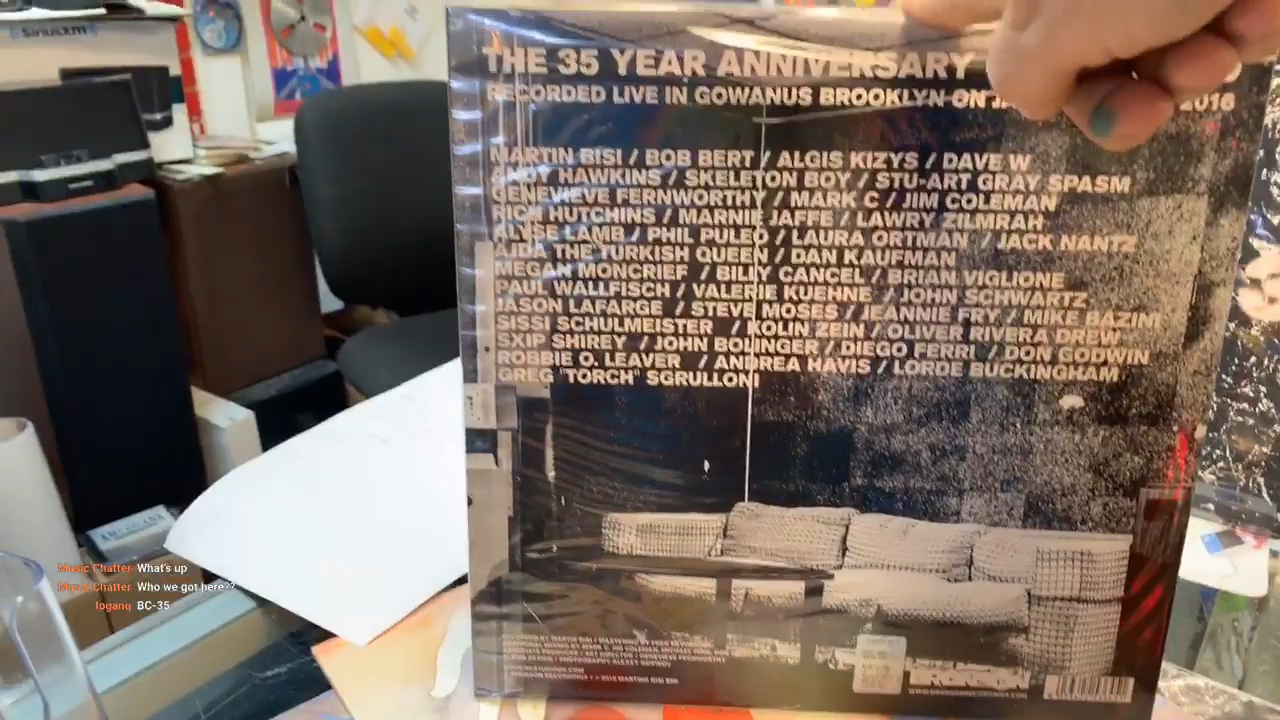 SiriusXM
THE 35 YEAR ANNIVERSARY
RECORDED LIVE IN GOWANUS BROOKLYN ON 2016
MARTIN BISI / BOB BERT / ALGIS KIZYS / DAVE W
ANDY HAWKINS / SKELETON BOY / STU-ART GRAY SPASM
GENEVIEVE FERNWORTHY / MARK C / JIM COLEMAN
RICH HUTCHINS / MARNIE JAFFE / LAWRY ZILMRAH
ALYSE LAMB / PHIL PULEO / LAURA ORTMAN / JACK NANTZ
AJDA THE TURKISH QUEEN / DAN KAUFMAN
MEGAN MONCRIEF / BILLY CANCEL / BRIAN VIGLIONE
PAUL WALLFISCH / VALERIE KUEHNE / JOHN SCHWARTZ
JASON LAFARGE / STEVE MOSES / JEANNIE FRY / MIKE BAZINI
SISSI SCHULMEISTER / KOLIN ZEIN / OLIVER RIVERA DREW
SXIP SHIREY / JOHN BOLINGER / DIEGO FERRI / DON GODWIN
ROBBIE O. LEAVER / ANDREA HAVIS / LORDE BUCKINGHAM
GREG "TORCH" SGRULLONI
Music Chatter What's up
Music Chatter Who we got here??
loganq BC-35